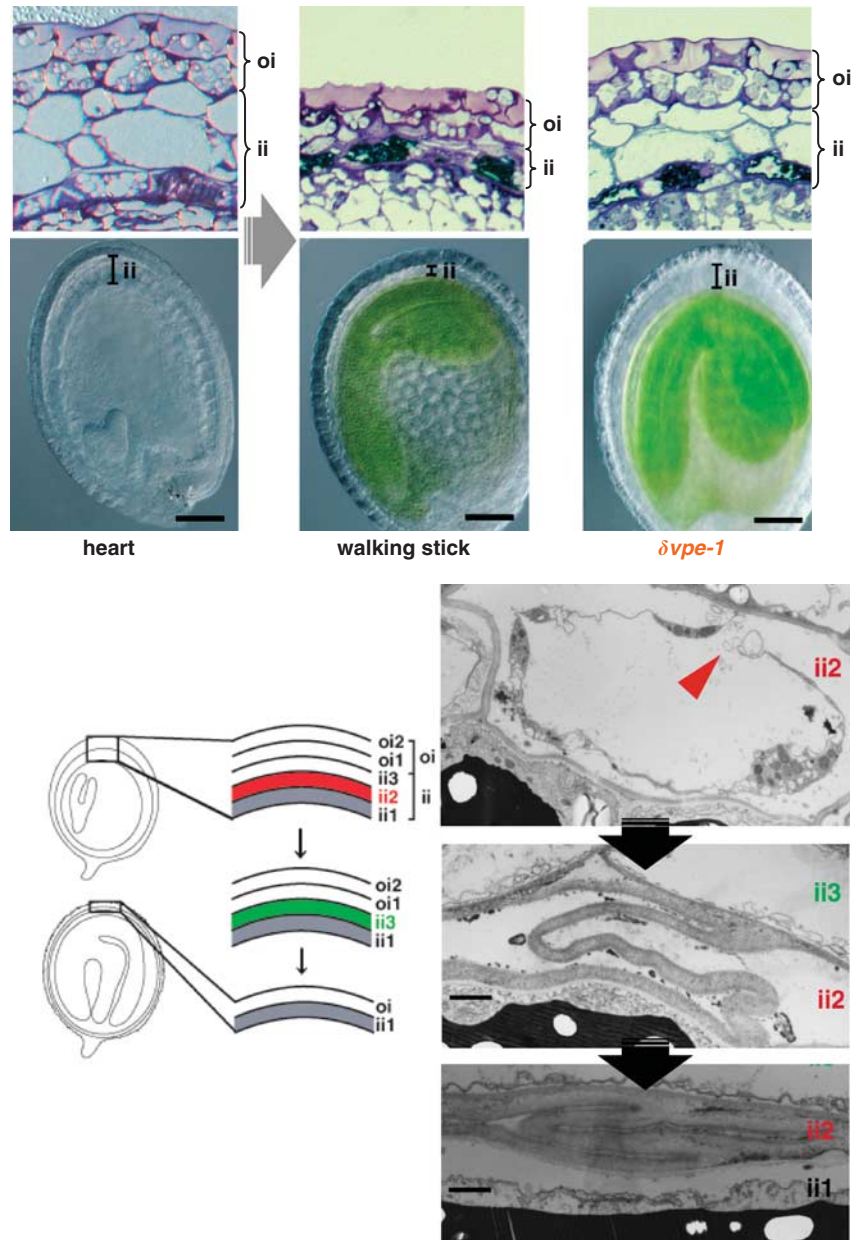 oi
ii
oi
ii
oi
ii
ii
ii
ii
heart
walking stick
δvpe-1
oi2
oi1
oi
ii3
ii2
ii
ii1
oi2
oi1
ii3
ii1
oi
ii1
ii2
ii3
ii2
ii2
ii1